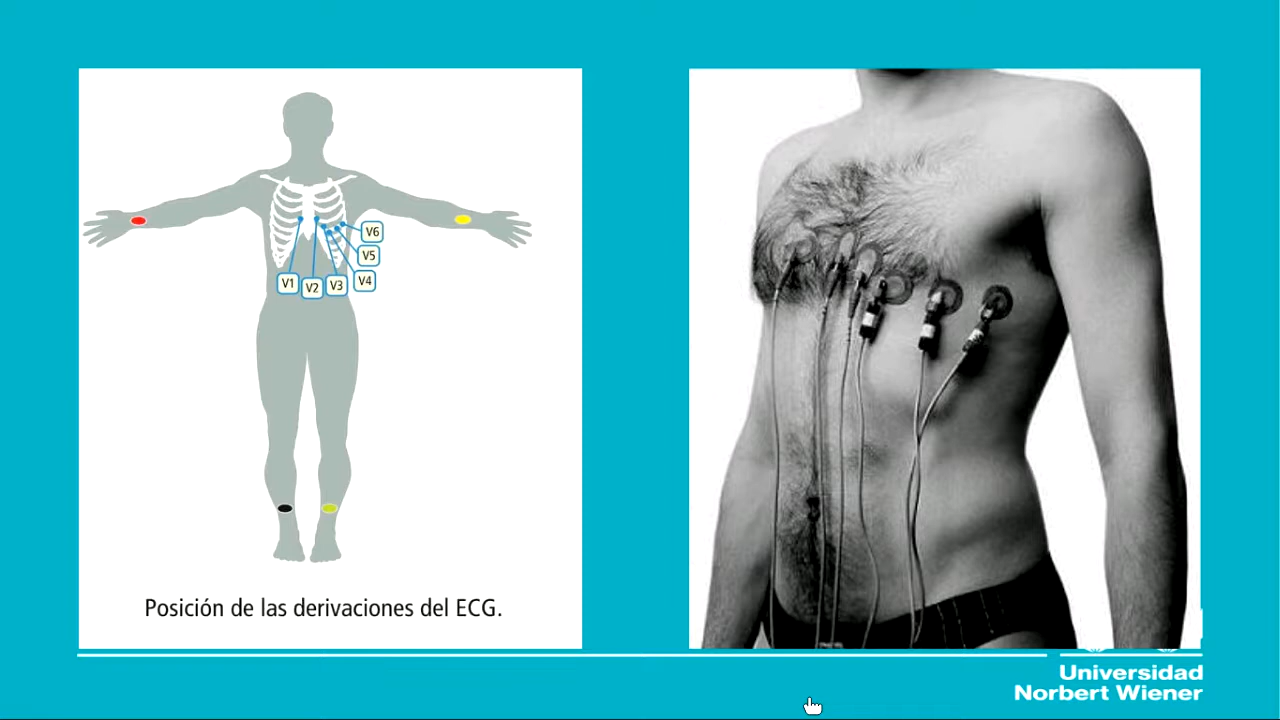 V6
V5
V4
V1
V2
V3
Posición de las derivaciones del ECG.
Universidad
Norbert Wiener